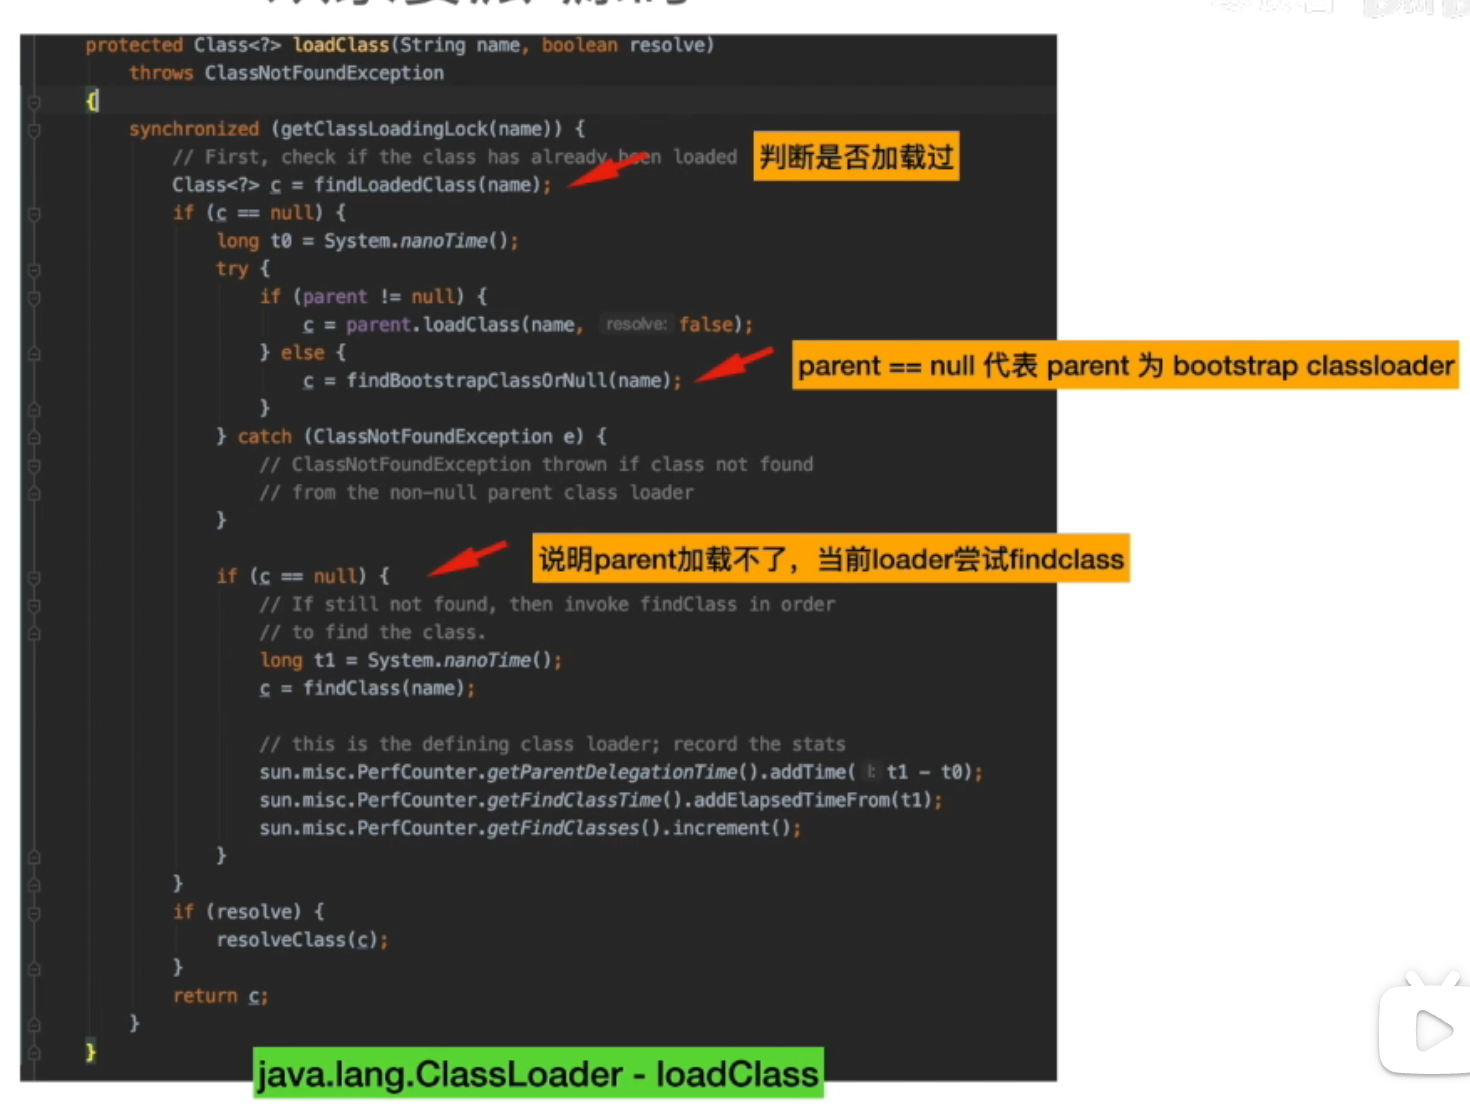 protected Class<?> loadClass(String name, boolean resolve)
throws ClassNotFoundException
{
synchronized (getClassLoadingLock(name)) {
// First, check if the class has already been loaded
判断是否加载过
Class<?> c = findLoadedClass(name);
if (c == null) {
long t0 = System.nanoTime();
try {
if (parent != null) {
c = parent.loadClass(name, resolve: false);
} else {
parent == null 代表 parent 为 bootstrap classloader
c = findBootstrapClassOrNull(name);
}
} catch (ClassNotFoundException e) {
// ClassNotFoundException thrown if class not found
// from the non-null parent class loader
}
说明parent加载不了，当前loader尝试findclass
if (c == null) {
// If still not found, then invoke findClass in order
// to find the class.
long t1 = System.nanoTime();
c = findClass(name);
// this is the defining class loader; record the stats
sun.misc.PerfCounter.getParentDelegationTime().addTime( l: t1 - t0);
sun.misc.PerfCounter.getFindClassTime().addElapsedTimeFrom(t1);
sun.misc.PerfCounter.getFindClasses().increment();
}
}
if (resolve) {
resolveClass(c);
}
return c;
}
}
java.lang.ClassLoader - loadClass